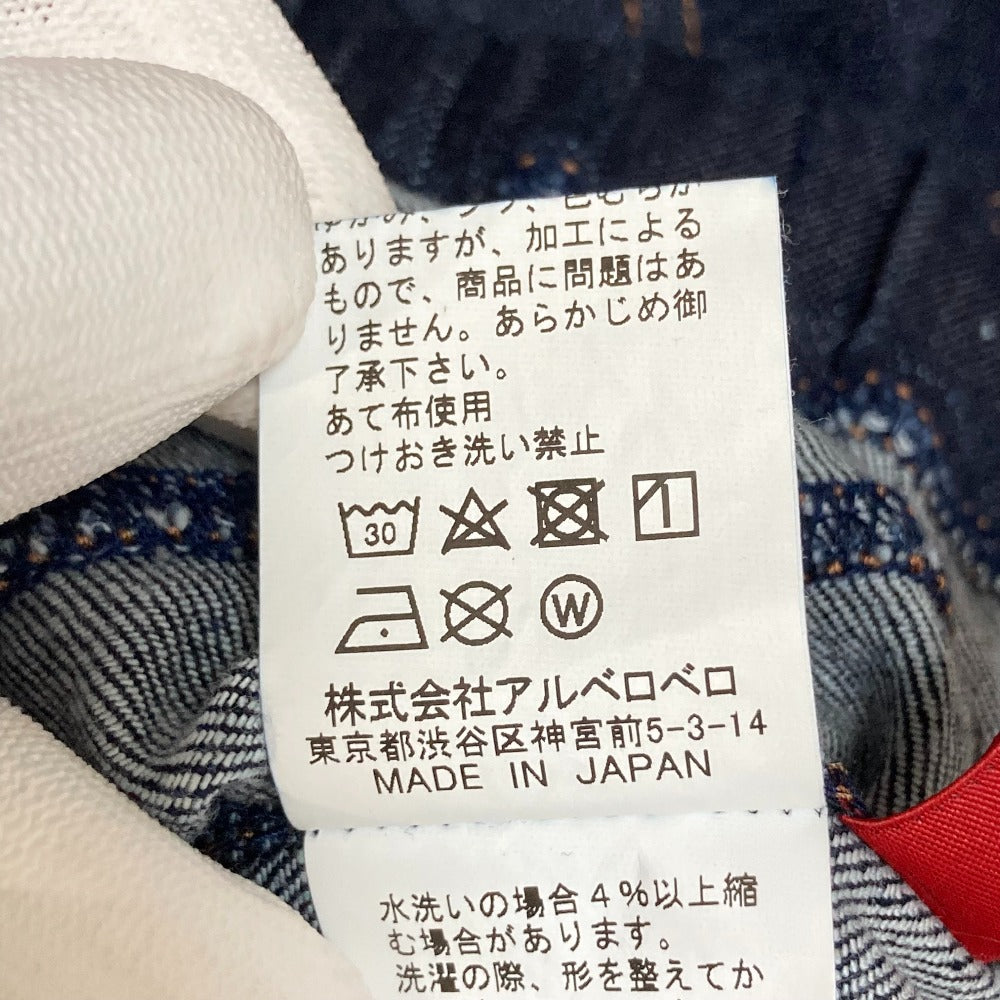 ありますが、加工による
もので、商品に問題はあ
りません。あらかじめ御
了承下さい。
あて布使用
つけおき洗い禁止
30
W
株式会社アルベロベロ
東京都渋谷区神宮前5-3-14
MADE IN JAPAN
水洗いの場合4%以上縮
む場合があります。
洗濯の際、形を整えてか